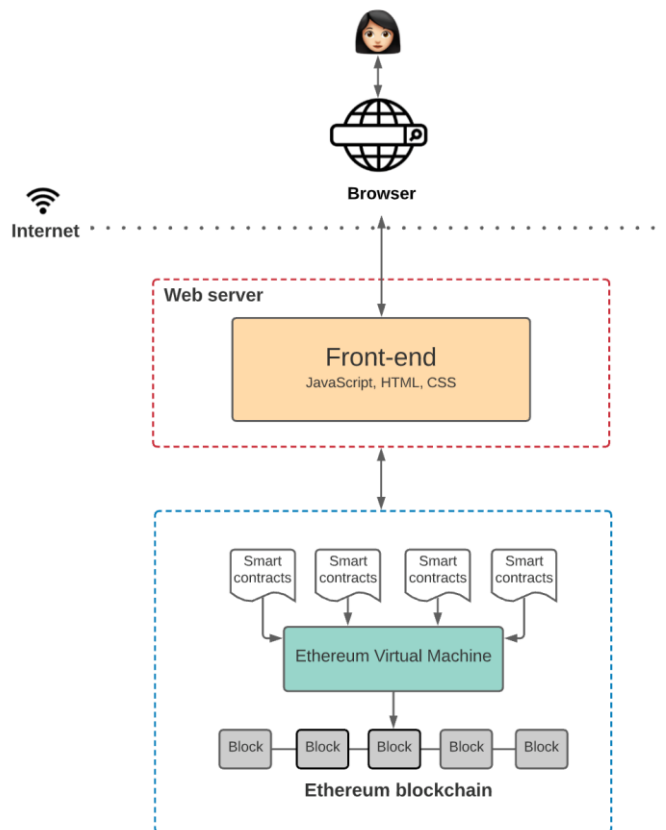 Browser
Internet
Web server
Front-end
JavaScript, HTML, CSS
Smart
contracts
Smart
contracts
Smart
contracts
Smart
contracts
Ethereum Virtual Machine
Block
Block
Block
Block
Block
Ethereum blockchain